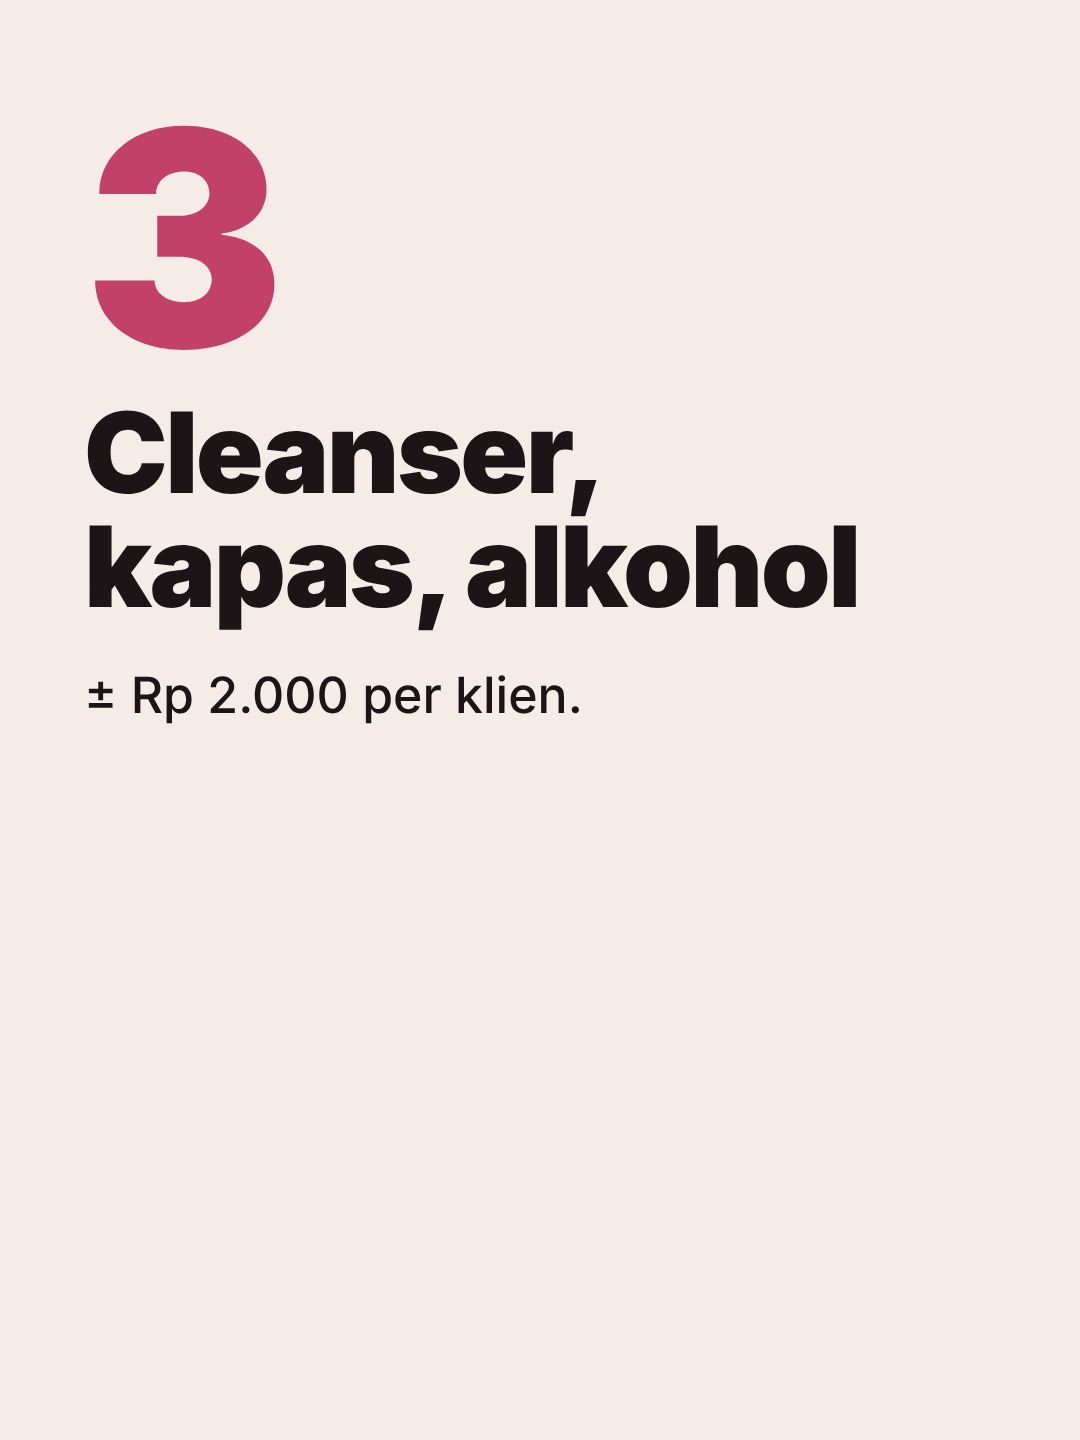 3
Cleanser,
kapas, alkohol
± Rp 2.000 per klien.